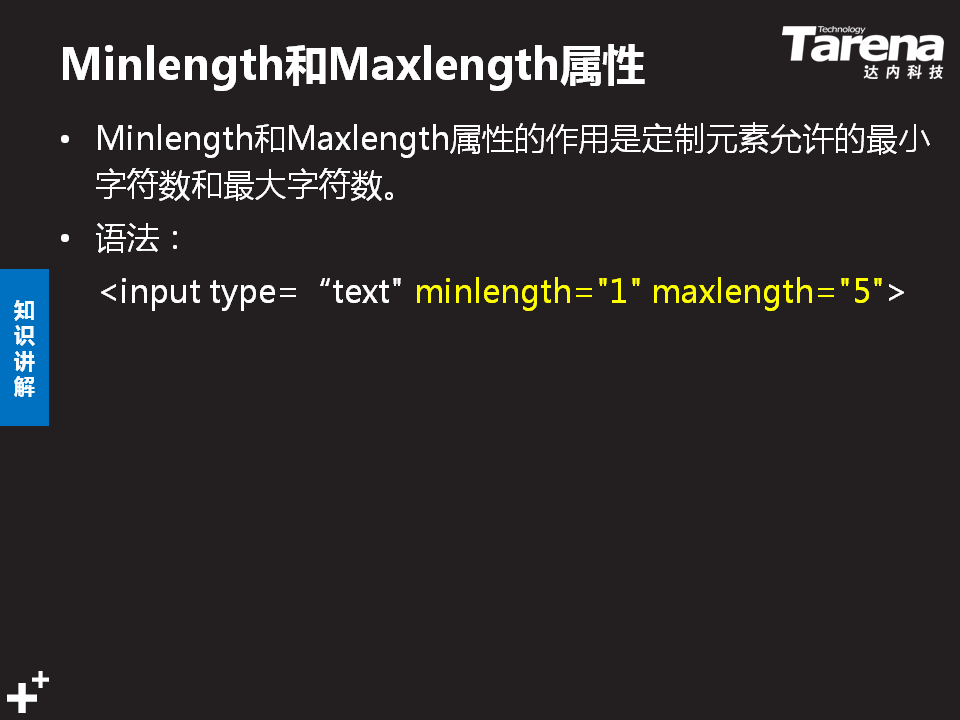 Minlength和Maxlength属性
Technology
Tarena
达内科技
• Minlength和Maxlength属性的作用是定制元素允许的最小
字符数和最大字符数。
• 语法：
<input type=“text" minlength="1" maxlength="5">
知
识
讲
解